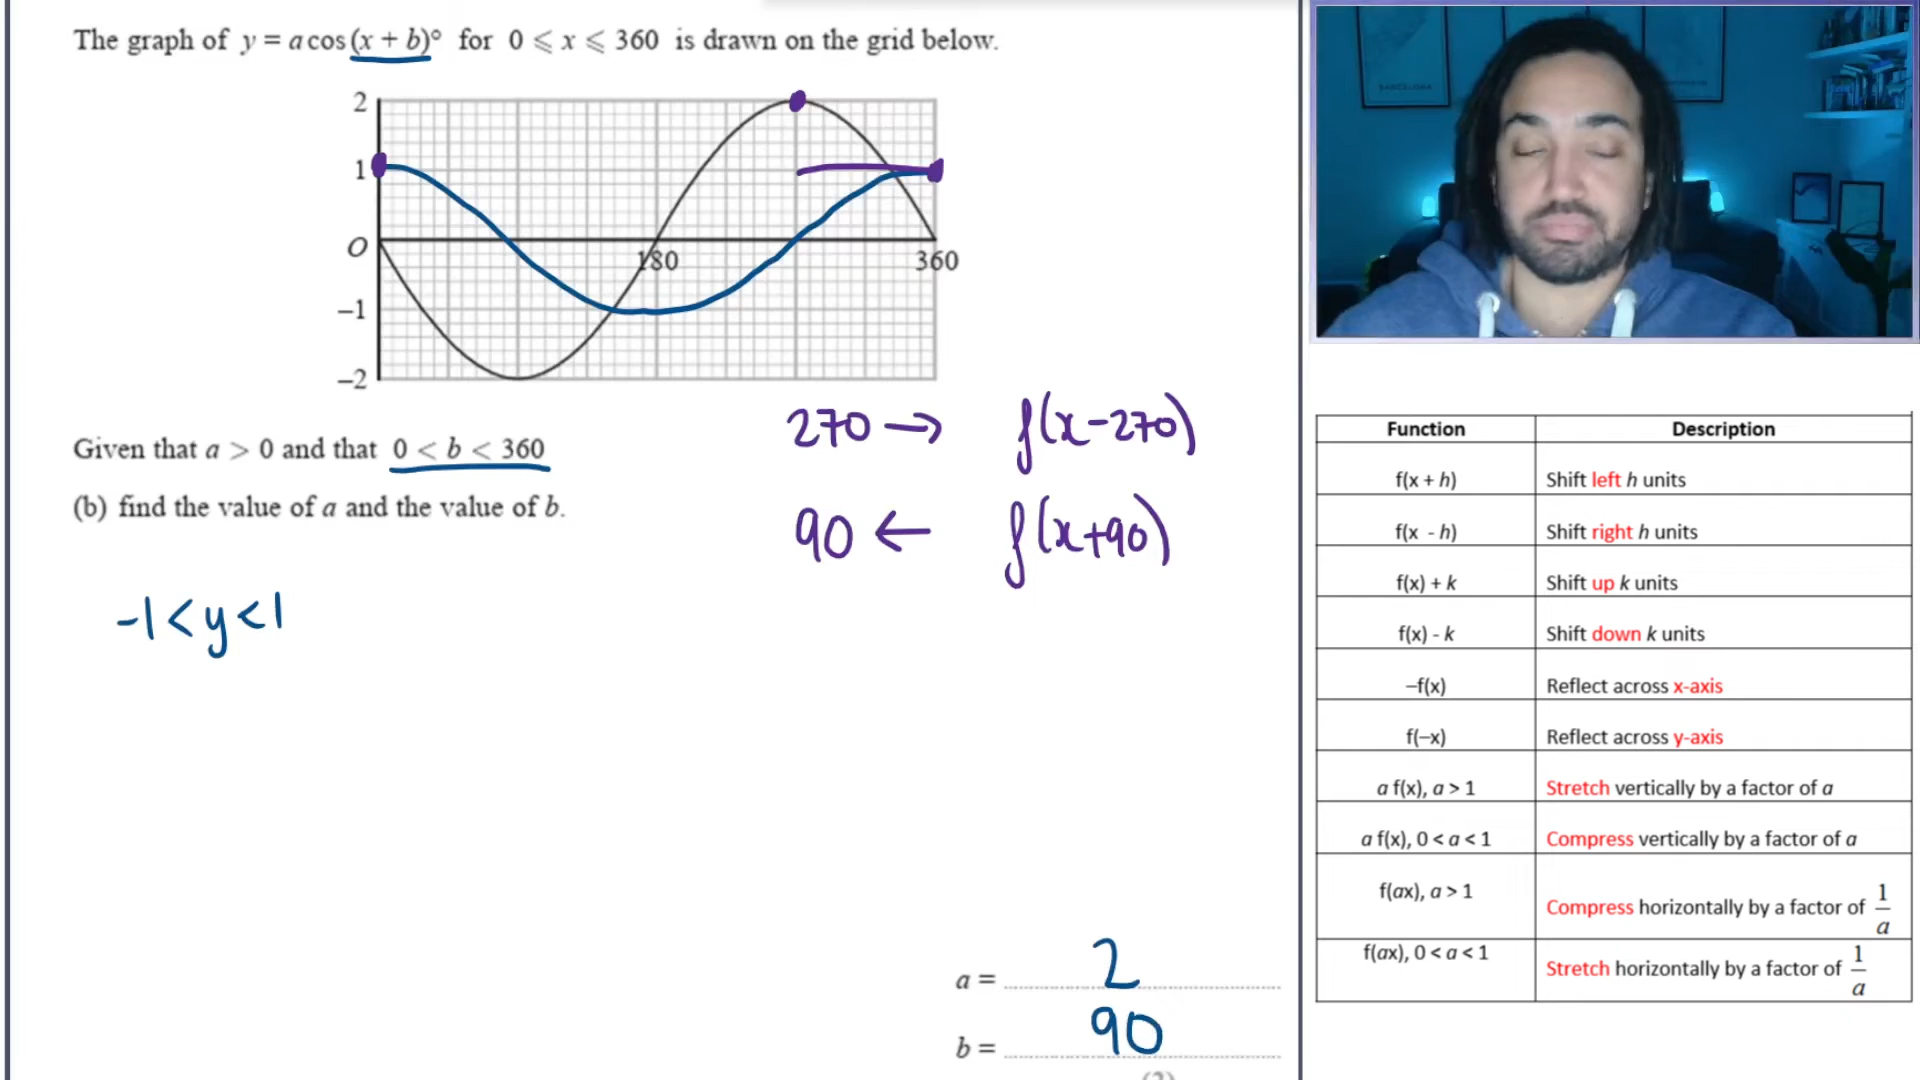 The graph of y = a cos(x + b)° for 0 ⩽ x ⩽ 360 is drawn on the grid below.
2
1
O
−1
−2
180
360
270 → f(x−270)
90 ← f(x+90)
Given that a > 0 and that 0 < b < 360
(b) find the value of a and the value of b.
-1 < y < 1
a = 2
b = 90
BARCELONA
Function Description
f(x + h) Shift left h units
f(x - h) Shift right h units
f(x) + k Shift up k units
f(x) - k Shift down k units
−f(x) Reflect across x-axis
f(−x) Reflect across y-axis
a f(x), a > 1 Stretch vertically by a factor of a
a f(x), 0 < a < 1 Compress vertically by a factor of a
f(ax), a > 1 Compress horizontally by a factor of 1/a
f(ax), 0 < a < 1 Stretch horizontally by a factor of 1/a